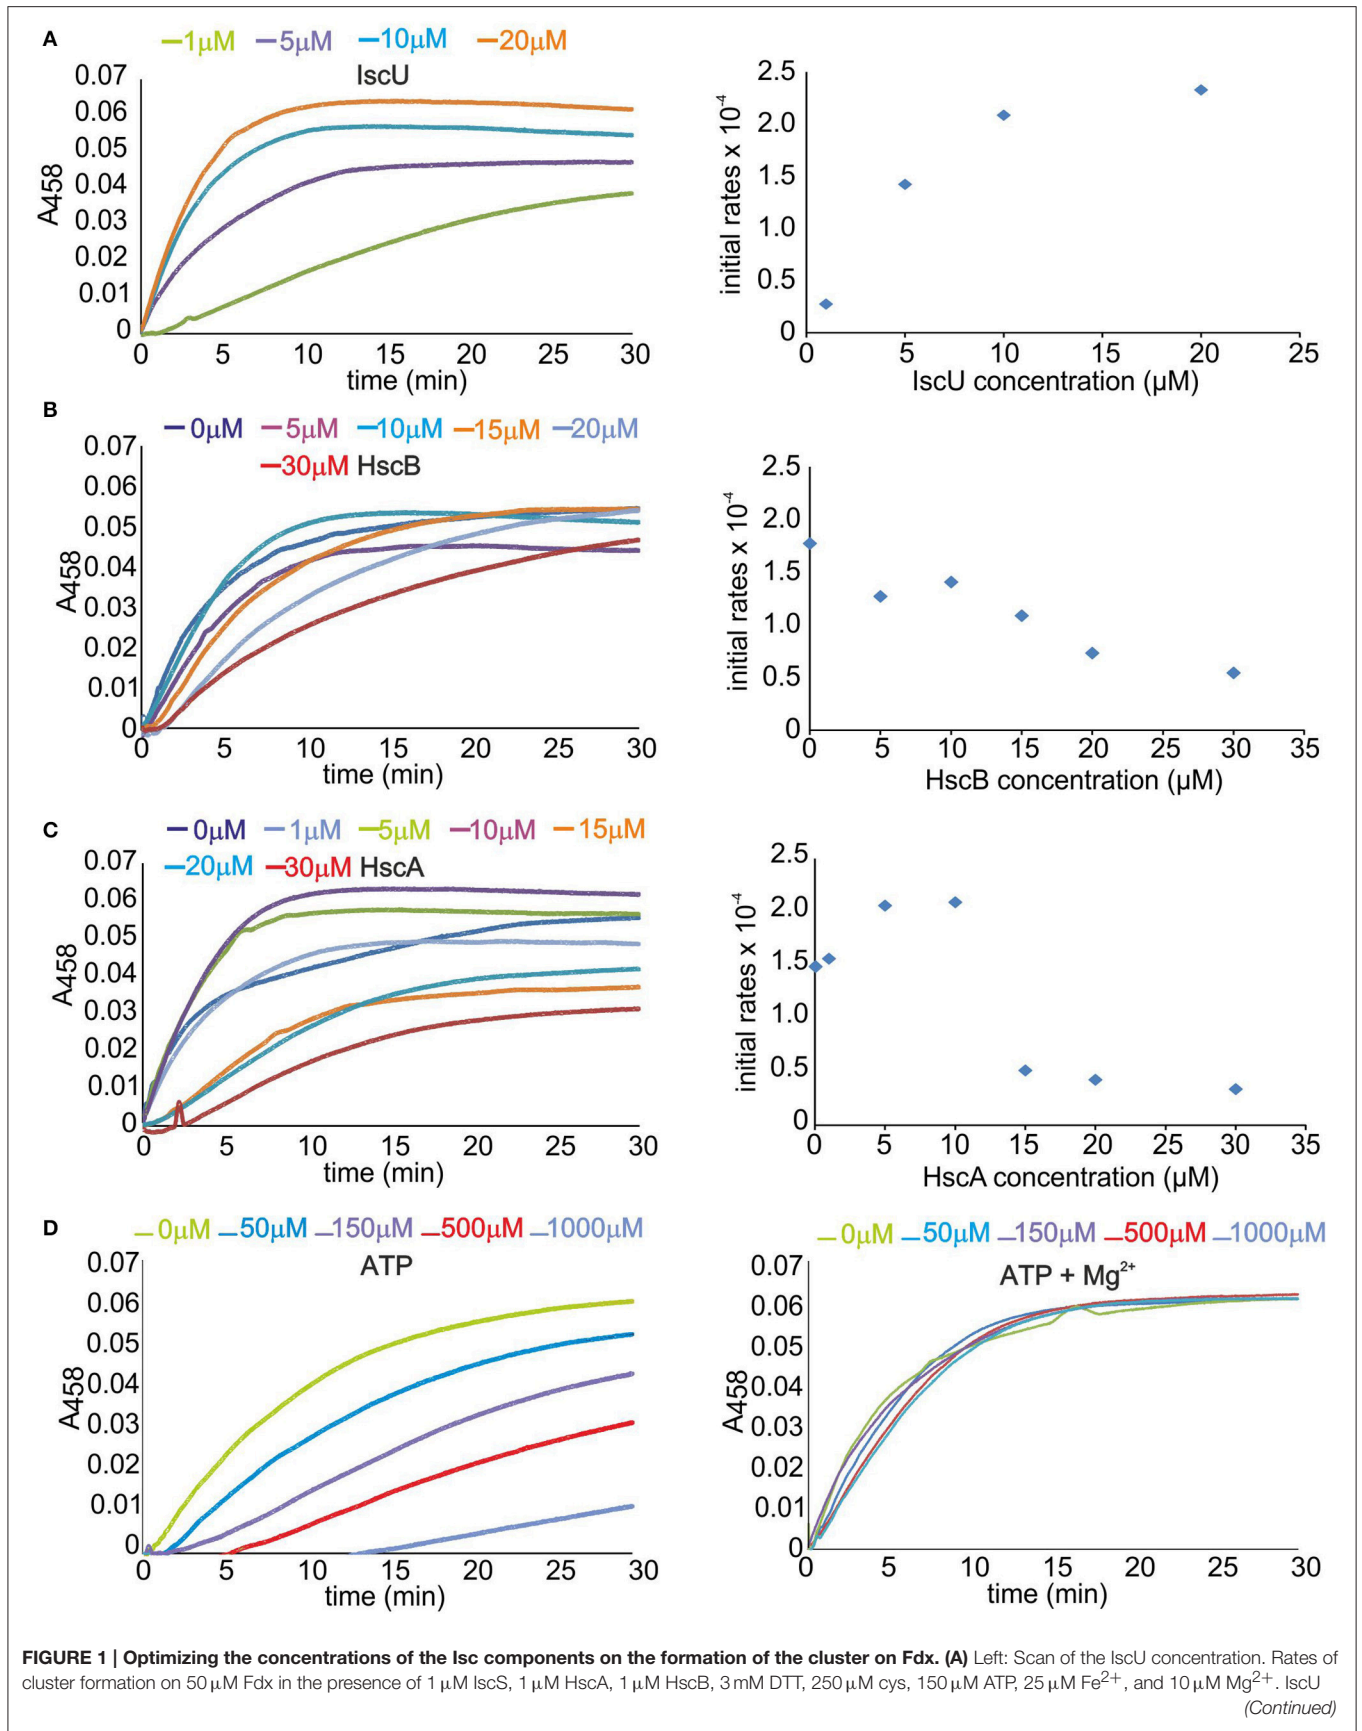 A
1μM 5μM 10μM 20μM
IscU
0.07
0.06
0.05
0.04
0.03
0.02
0.01
0
A458
0 5 10 15 20 25 30
time (min)
2.5
2.0
1.5
1.0
0.5
0
initial rates x 10⁻⁴
0 5 10 15 20 25
IscU concentration (μM)
B
0μM 5μM 10μM 15μM 20μM
30μM HscB
0.07
0.06
0.05
0.04
0.03
0.02
0.01
0
A458
0 5 10 15 20 25 30
time (min)
2.5
2.0
1.5
1.0
0.5
0
initial rates x 10⁻⁴
0 5 10 15 20 25 30 35
HscB concentration (μM)
C
0μM 1μM 5μM 10μM 15μM
20μM 30μM HscA
0.07
0.06
0.05
0.04
0.03
0.02
0.01
0
A458
0 5 10 15 20 25 30
time (min)
2.5
2.0
1.5
1.0
0.5
0
initial rates x 10⁻⁴
0 5 10 15 20 25 30 35
HscA concentration (μM)
D
0μM 50μM 150μM 500μM 1000μM
ATP
0.07
0.06
0.05
0.04
0.03
0.02
0.01
0
A458
0 5 10 15 20 25 30
time (min)
0μM 50μM 150μM 500μM 1000μM
ATP + Mg²⁺
0.07
0.06
0.05
0.04
0.03
0.02
0.01
0
A458
0 5 10 15 20 25 30
time (min)
FIGURE 1 | Optimizing the concentrations of the Isc components on the formation of the cluster on Fdx. (A) Left: Scan of the IscU concentration. Rates of
cluster formation on 50 μM Fdx in the presence of 1 μM IscS, 1 μM HscA, 1 μM HscB, 3 mM DTT, 250 μM cys, 150 μM ATP, 25 μM Fe²⁺, and 10 μM Mg²⁺. IscU
(Continued)